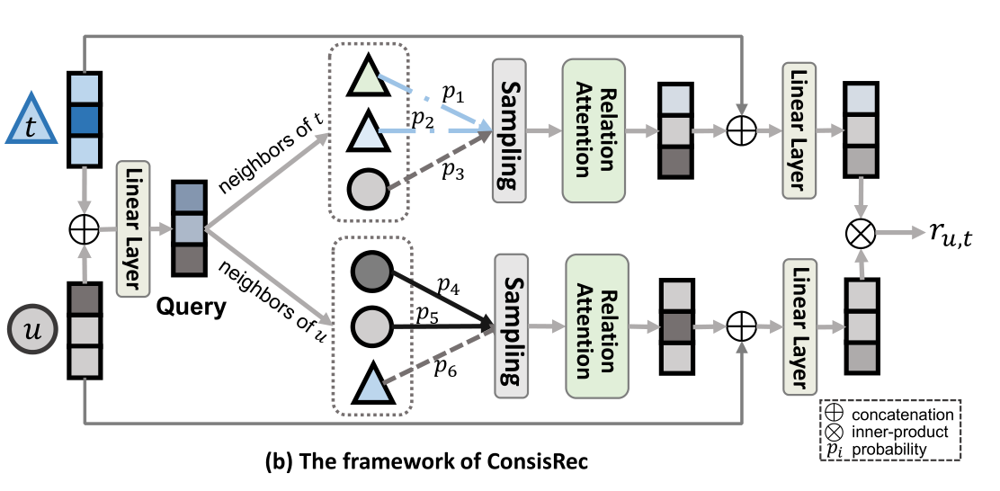 t
u
Linear Layer
Query
neighbors of t
neighbors of u
p1
p2
p3
p4
p5
p6
Sampling
Relation
Attention
Sampling
Relation
Attention
Linear Layer
Linear Layer
r_{u,t}
⊕ concatenation
⊗ inner-product
p_i probability
(b) The framework of ConsisRec